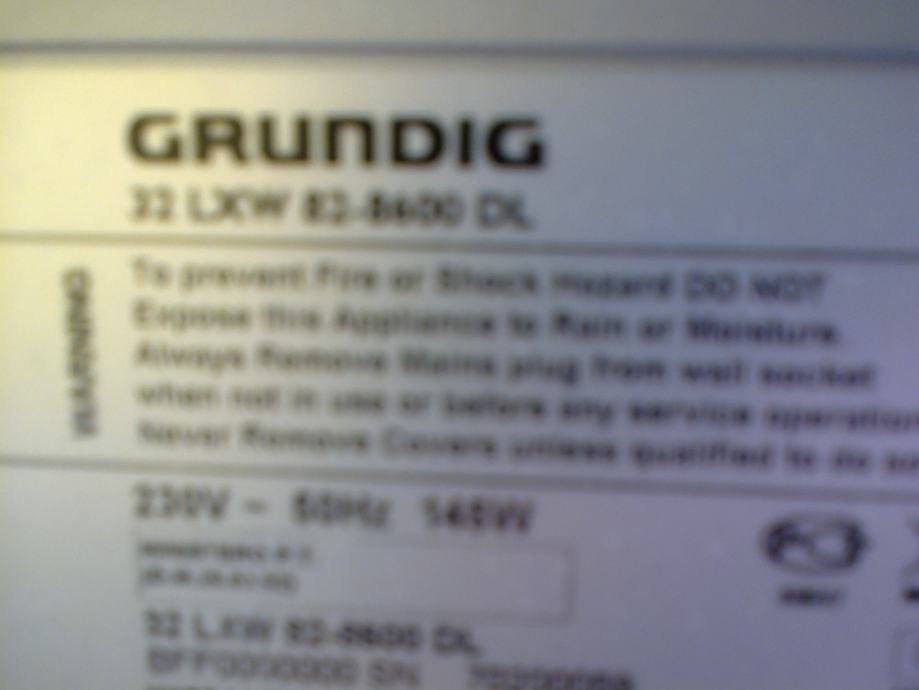 GRUNDIG
32 LXW 82-8600 DL
WARNING
To prevent Fire or Shock Hazard DO NOT
Expose this Appliance to Rain or Moisture.
Always Remove Mains plug from wall socket
when not in use or before any service operation
Never Remove Covers unless qualified to do so
230V ~ 50Hz 145W
32 LXW 82-8600 DL